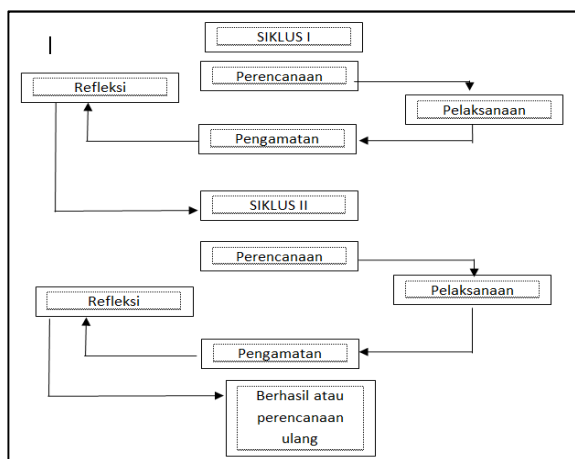 SIKLUS I
Perencanaan
Refleksi
Pelaksanaan
Pengamatan
SIKLUS II
Perencanaan
Pelaksanaan
Refleksi
Pengamatan
Berhasil atau
perencanaan
ulang